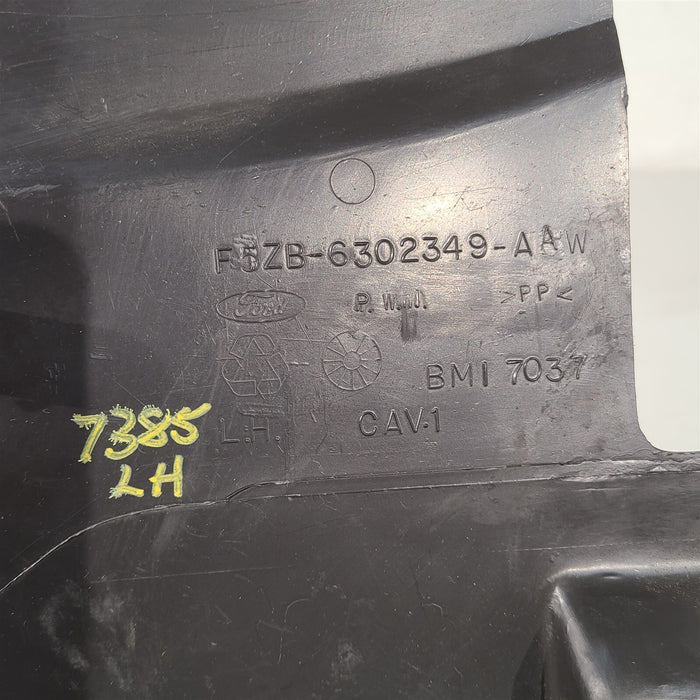 F5ZB-6302349-AAW
Ford
>PP<
BMI 7037
L.H.
CAV.1
7385
LH